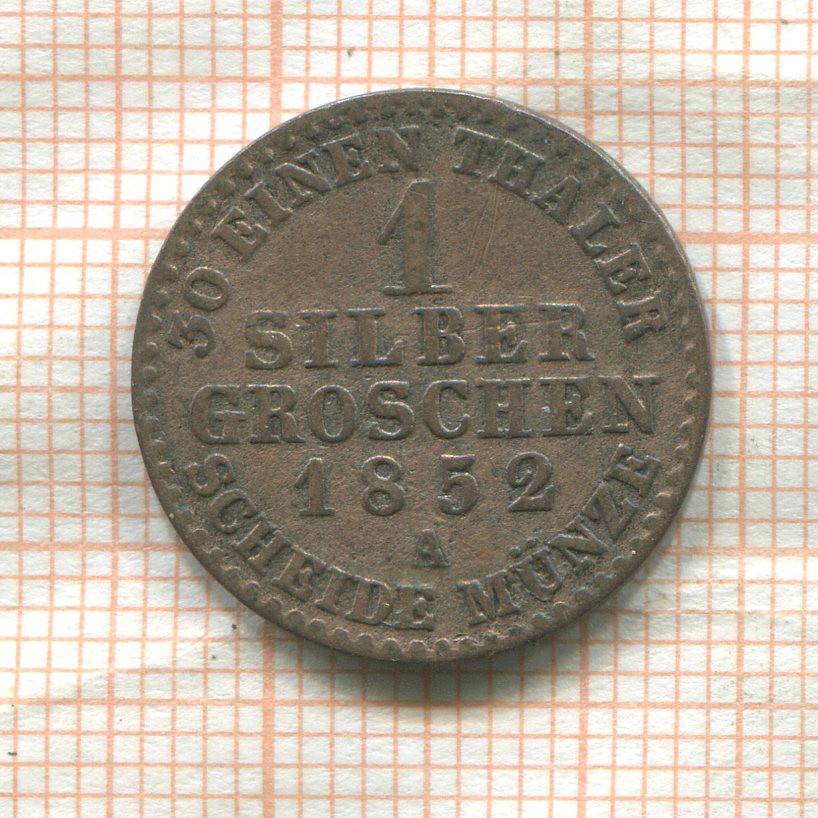 30 EINEN THALER
1
SILBER
GROSCHEN
1852
A
SCHEIDE MÜNZE